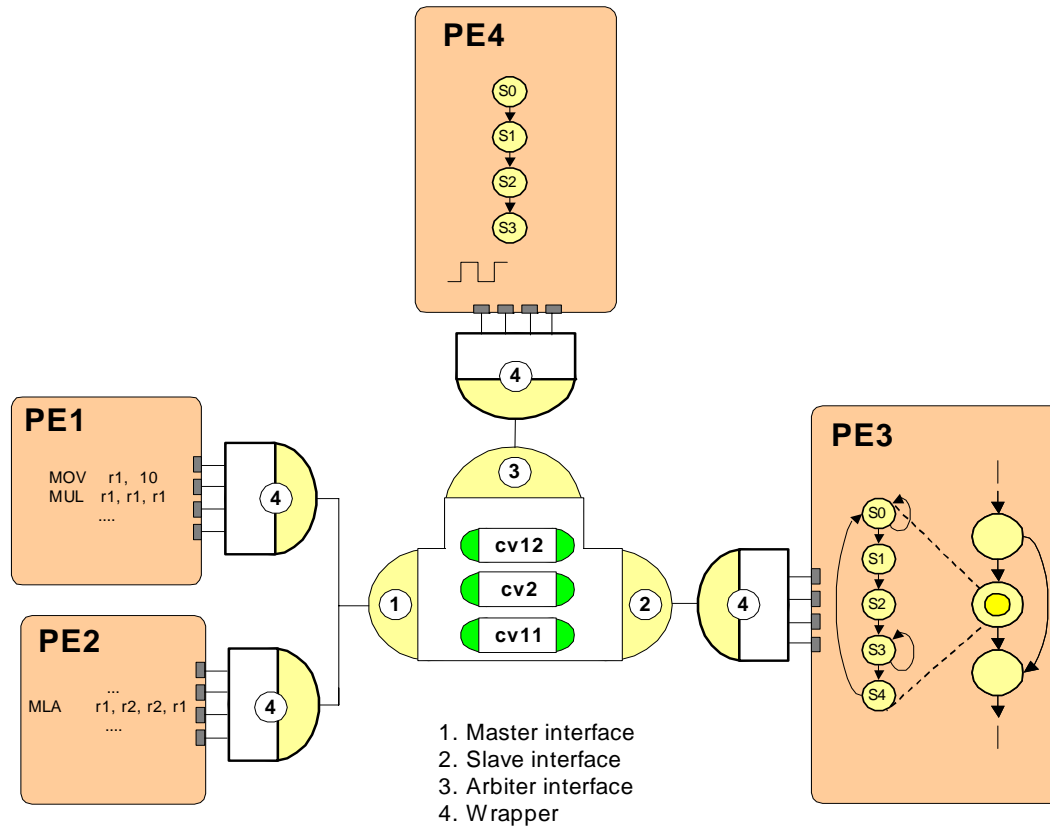 PE4
S0
S1
S2
S3
4
3
PE1
MOV r1, 10
MUL r1, r1, r1
....
4
PE2
...
MLA r1, r2, r2, r1
....
4
1
cv12
cv2
cv11
2
4
PE3
S0
S1
S2
S3
S4
1. Master interface
2. Slave interface
3. Arbiter interface
4. Wrapper